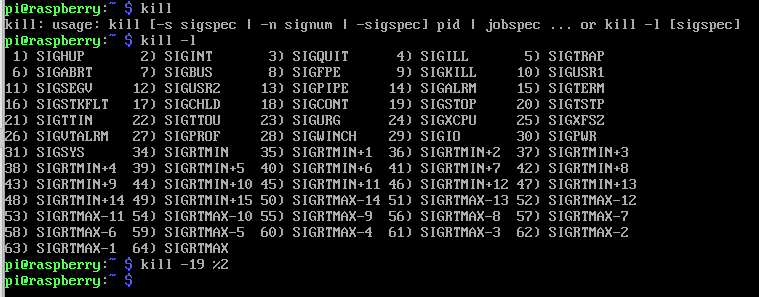 pi@raspberry:~ $ kill
kill: usage: kill [-s sigspec | -n signum | -sigspec] pid | jobspec ... or kill -l [sigspec]
pi@raspberry:~ $ kill -l
1) SIGHUP 2) SIGINT 3) SIGQUIT 4) SIGILL 5) SIGTRAP
6) SIGABRT 7) SIGBUS 8) SIGFPE 9) SIGKILL 10) SIGUSR1
11) SIGSEGV 12) SIGUSR2 13) SIGPIPE 14) SIGALRM 15) SIGTERM
16) SIGSTKFLT 17) SIGCHLD 18) SIGCONT 19) SIGSTOP 20) SIGTSTP
21) SIGTTIN 22) SIGTTOU 23) SIGURG 24) SIGXCPU 25) SIGXFSZ
26) SIGVTALRM 27) SIGPROF 28) SIGWINCH 29) SIGIO 30) SIGPWR
31) SIGSYS 34) SIGRTMIN 35) SIGRTMIN+1 36) SIGRTMIN+2 37) SIGRTMIN+3
38) SIGRTMIN+4 39) SIGRTMIN+5 40) SIGRTMIN+6 41) SIGRTMIN+7 42) SIGRTMIN+8
43) SIGRTMIN+9 44) SIGRTMIN+10 45) SIGRTMIN+11 46) SIGRTMIN+12 47) SIGRTMIN+13
48) SIGRTMIN+14 49) SIGRTMIN+15 50) SIGRTMAX-14 51) SIGRTMAX-13 52) SIGRTMAX-12
53) SIGRTMAX-11 54) SIGRTMAX-10 55) SIGRTMAX-9 56) SIGRTMAX-8 57) SIGRTMAX-7
58) SIGRTMAX-6 59) SIGRTMAX-5 60) SIGRTMAX-4 61) SIGRTMAX-3 62) SIGRTMAX-2
63) SIGRTMAX-1 64) SIGRTMAX
pi@raspberry:~ $ kill -19 %2
pi@raspberry:~ $